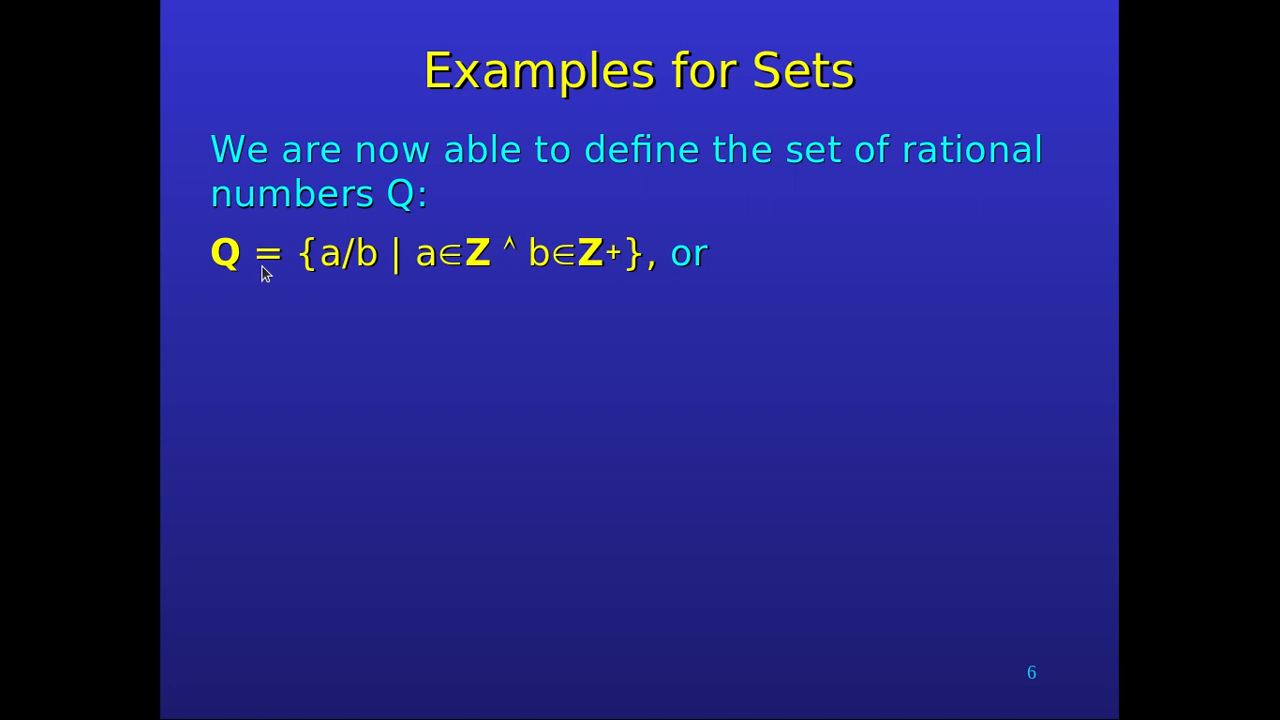 Examples for Sets
We are now able to define the set of rational
numbers Q:
Q = {a/b | a∈Z ∧ b∈Z+}, or
6